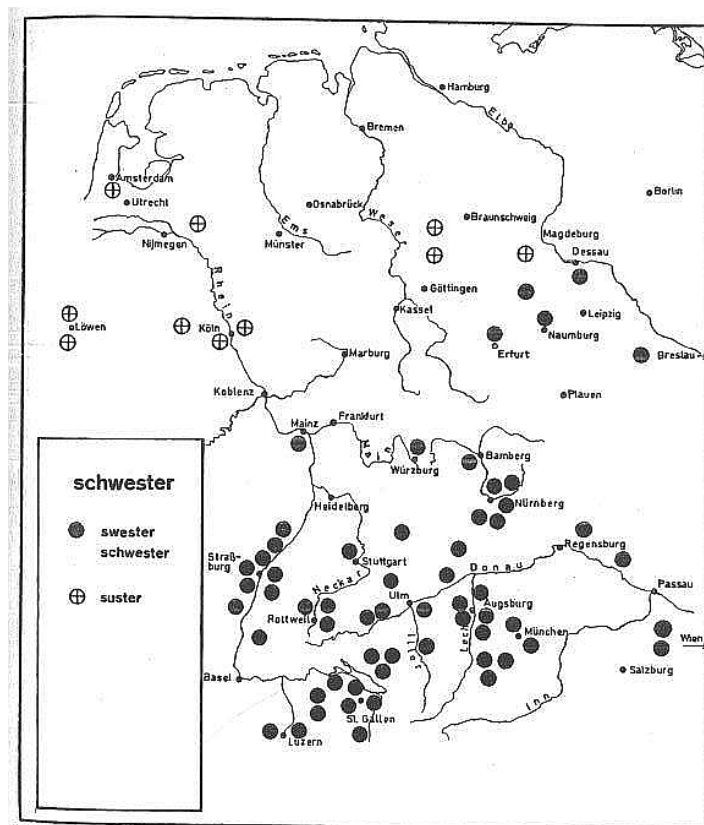 Hamburg
Elbe
Bremen
Amsterdam
Utrecht
Osnabrück
Weser
Braunschweig
Berlin
Nijmegen
Ems
Münster
Magdeburg
Dessau
Rhein
Göttingen
Löwen
Köln
Kassel
Leipzig
Naumburg
Erfurt
Marburg
Breslau
Koblenz
Plauen
Mainz
Frankfurt
Main
Würzburg
Bamberg
schwester
swester
schwester
suster
Heidelberg
Nürnberg
Straß-
burg
Stuttgart
Regensburg
Neckar
Donau
Passau
Rottweil
Ulm
Augsburg
Iller
Lech
München
Wien
Basel
Salzburg
St. Gallen
Inn
Luzern